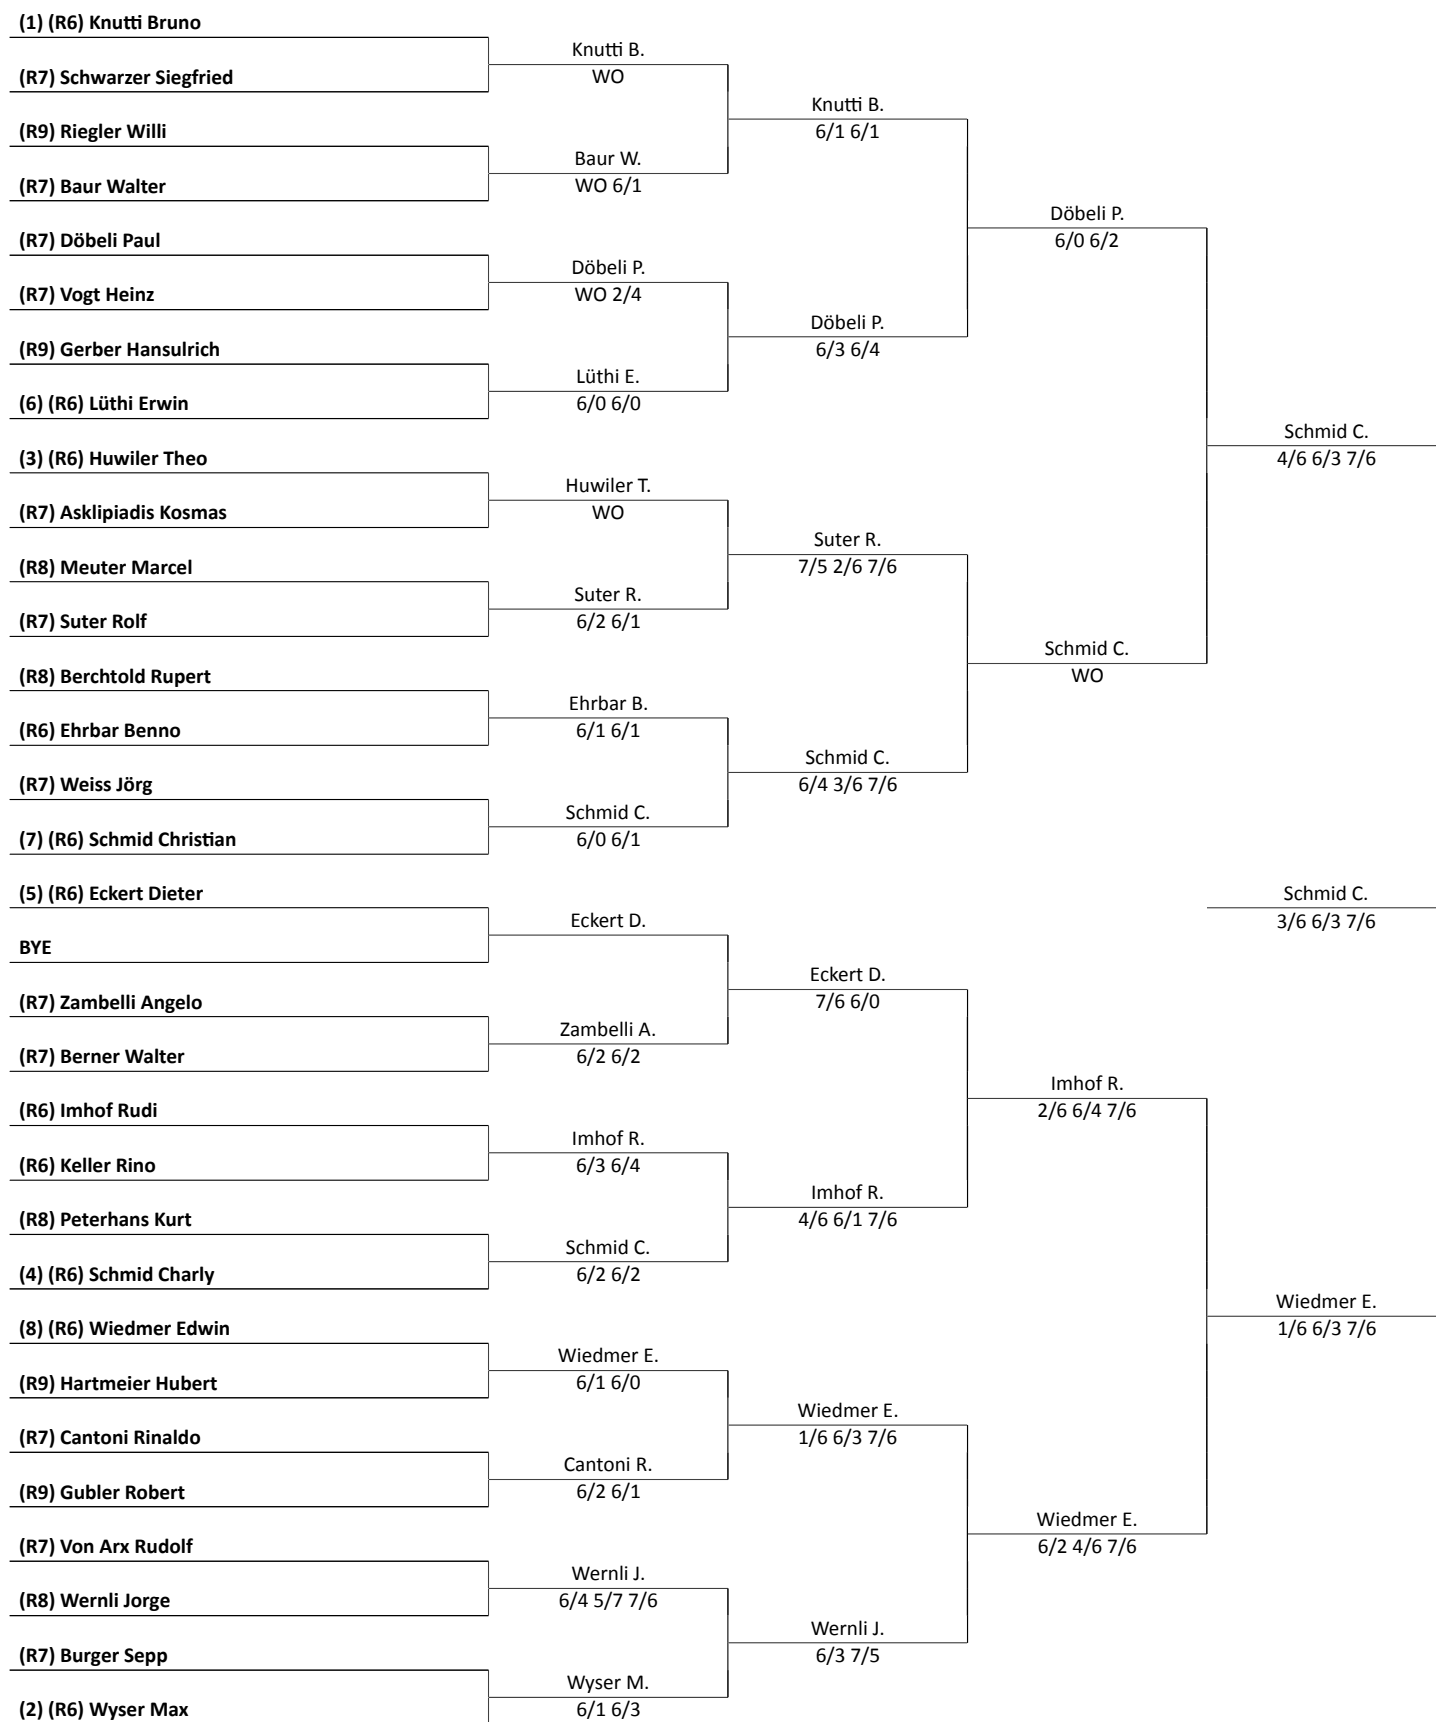 (1) (R6) Knutti Bruno
Knutti B.
(R7) Schwarzer Siegfried
WO
Knutti B.
(R9) Riegler Willi
6/1 6/1
Baur W.
(R7) Baur Walter
WO 6/1
Döbeli P.
(R7) Döbeli Paul
6/0 6/2
Döbeli P.
(R7) Vogt Heinz
WO 2/4
Döbeli P.
(R9) Gerber Hansulrich
6/3 6/4
Lüthi E.
(6) (R6) Lüthi Erwin
6/0 6/0
Schmid C.
(3) (R6) Huwiler Theo
4/6 6/3 7/6
Huwiler T.
(R7) Asklipiadis Kosmas
WO
Suter R.
(R8) Meuter Marcel
7/5 2/6 7/6
Suter R.
(R7) Suter Rolf
6/2 6/1
Schmid C.
(R8) Berchtold Rupert
WO
Ehrbar B.
(R6) Ehrbar Benno
6/1 6/1
Schmid C.
(R7) Weiss Jörg
6/4 3/6 7/6
Schmid C.
(7) (R6) Schmid Christian
6/0 6/1
(5) (R6) Eckert Dieter
Schmid C.
Eckert D.
3/6 6/3 7/6
BYE
Eckert D.
(R7) Zambelli Angelo
7/6 6/0
Zambelli A.
(R7) Berner Walter
6/2 6/2
Imhof R.
(R6) Imhof Rudi
2/6 6/4 7/6
Imhof R.
(R6) Keller Rino
6/3 6/4
Imhof R.
(R8) Peterhans Kurt
4/6 6/1 7/6
Schmid C.
(4) (R6) Schmid Charly
6/2 6/2
Wiedmer E.
(8) (R6) Wiedmer Edwin
1/6 6/3 7/6
Wiedmer E.
(R9) Hartmeier Hubert
6/1 6/0
Wiedmer E.
(R7) Cantoni Rinaldo
1/6 6/3 7/6
Cantoni R.
(R9) Gubler Robert
6/2 6/1
Wiedmer E.
(R7) Von Arx Rudolf
6/2 4/6 7/6
Wernli J.
(R8) Wernli Jorge
6/4 5/7 7/6
Wernli J.
(R7) Burger Sepp
6/3 7/5
Wyser M.
(2) (R6) Wyser Max
6/1 6/3